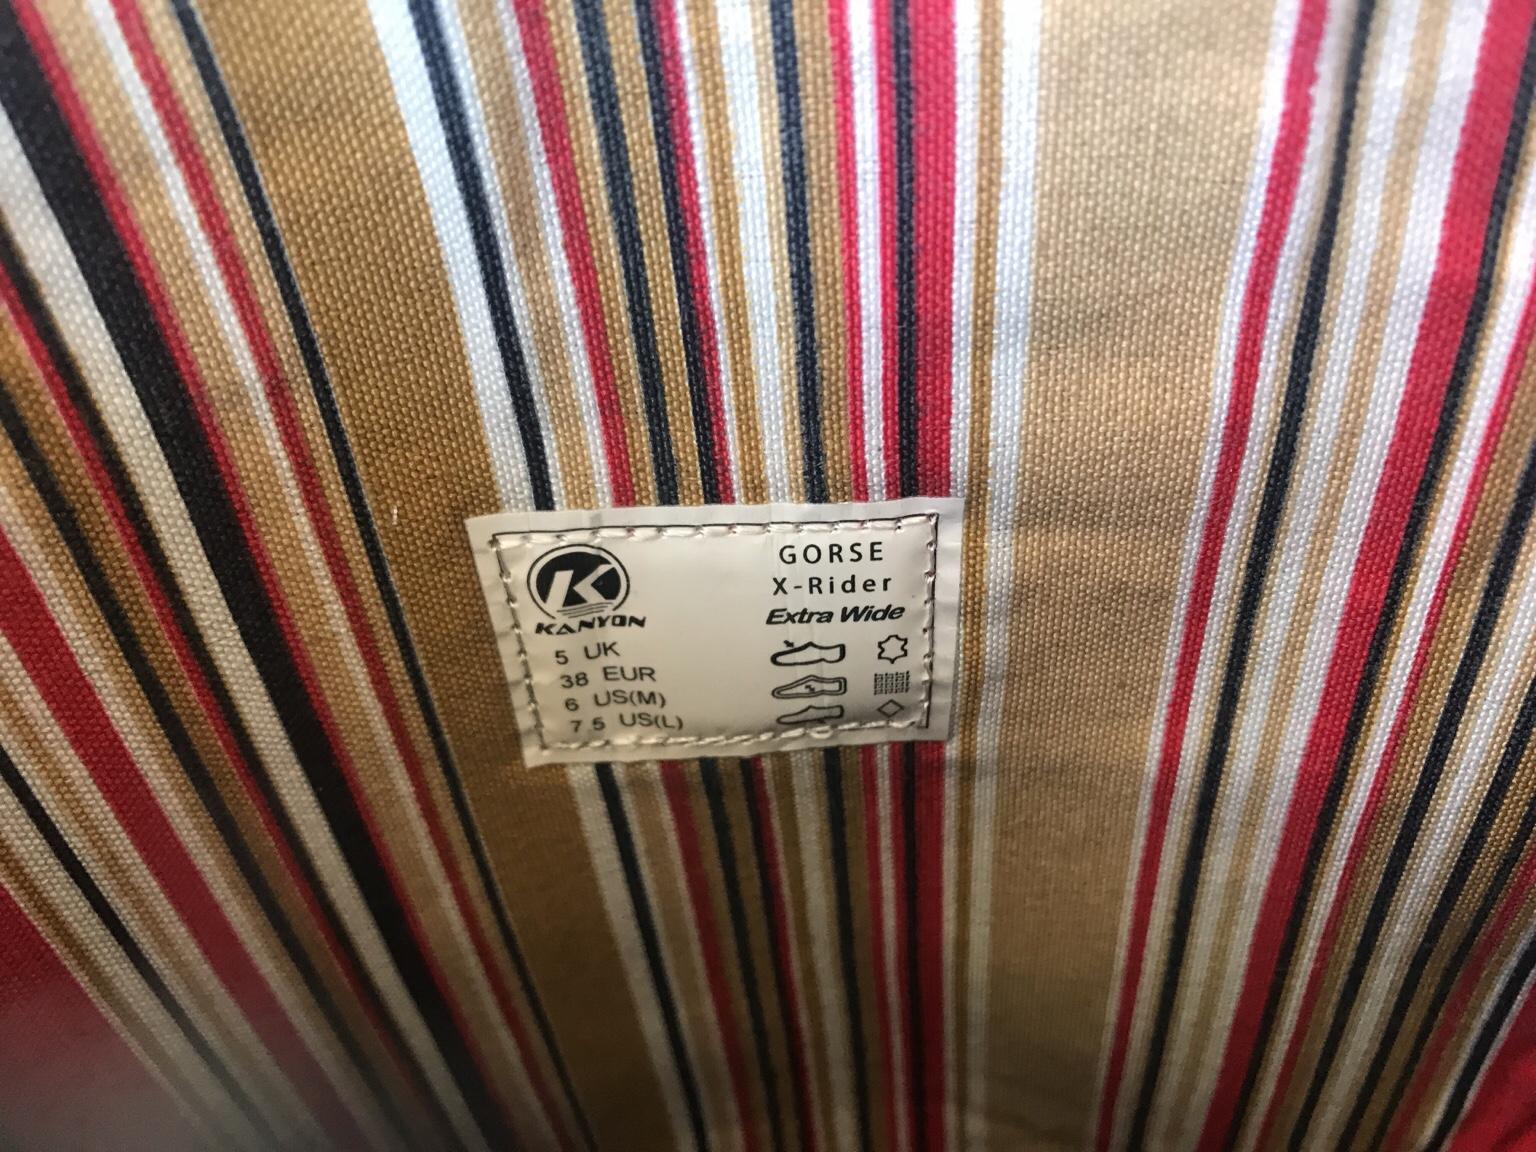 KANYON
5 UK
38 EUR
6 US(M)
7.5 US(L)
GORSE
X-Rider
Extra Wide